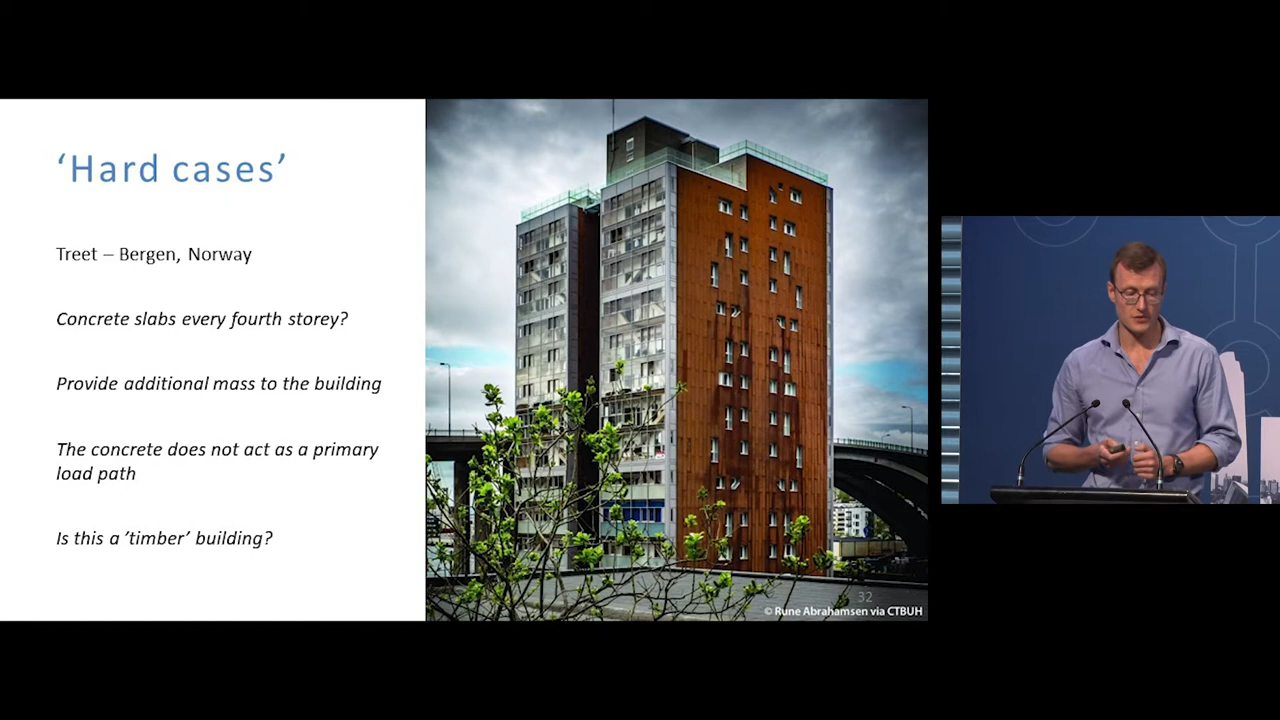 ‘Hard cases’
Treet – Bergen, Norway
Concrete slabs every fourth storey?
Provide additional mass to the building
The concrete does not act as a primary
load path
Is this a ’timber’ building?
32
© Rune Abrahamsen via CTBUH